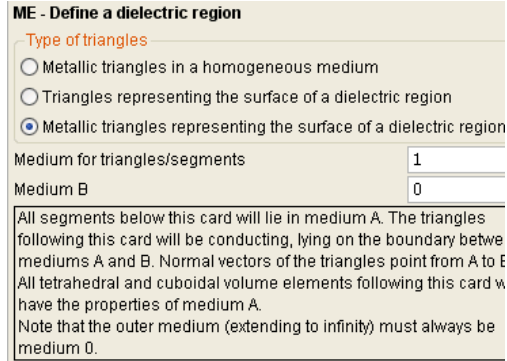 ME - Define a dielectric region
Type of triangles
Metallic triangles in a homogeneous medium
Triangles representing the surface of a dielectric region
Metallic triangles representing the surface of a dielectric region
Medium for triangles/segments 1
Medium B 0
All segments below this card will lie in medium A. The triangles
following this card will be conducting, lying on the boundary betwe
mediums A and B. Normal vectors of the triangles point from A to B
All tetrahedral and cuboidal volume elements following this card w
have the properties of medium A.
Note that the outer medium (extending to infinity) must always be
medium 0.